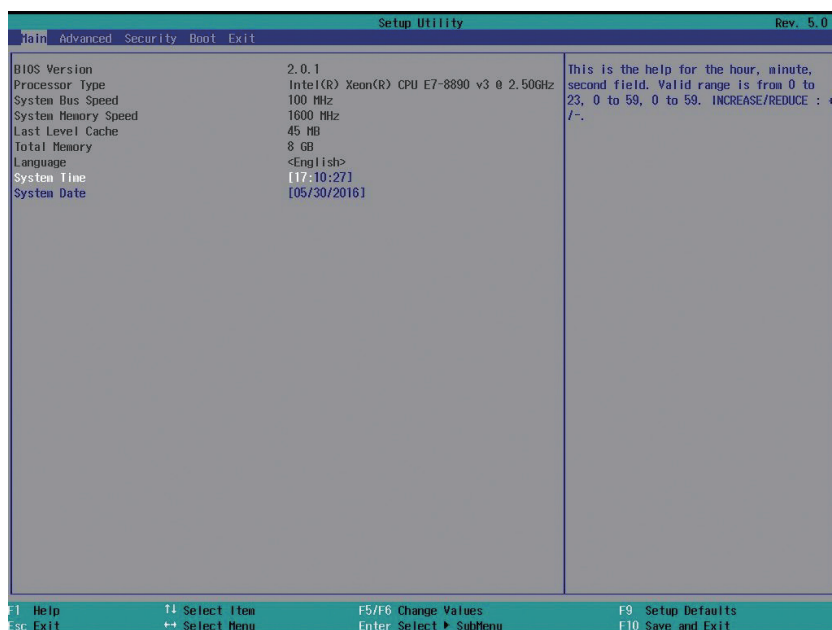 Setup Utility Rev. 5.0
Main Advanced Security Boot Exit
BIOS Version 2.0.1
Processor Type Intel(R) Xeon(R) CPU E7-8890 v3 @ 2.50GHz
System Bus Speed 100 MHz
System Memory Speed 1600 MHz
Last Level Cache 45 MB
Total Memory 8 GB
Language <English>
System Time [17:10:27]
System Date [05/30/2016]
This is the help for the hour, minute,
second field. Valid range is from 0 to
23, 0 to 59, 0 to 59. INCREASE/REDUCE :
/-.
F1 Help ↑↓ Select Item F5/F6 Change Values F9 Setup Defaults
Esc Exit ↔ Select Menu Enter Select ▶ SubMenu F10 Save and Exit